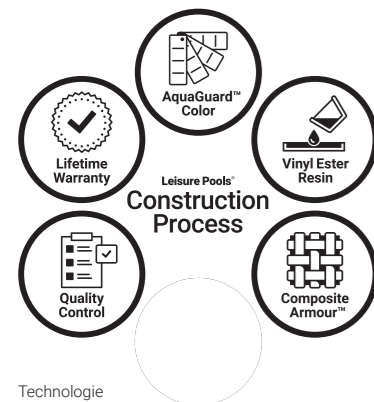 AquaGuard™
Color
Lifetime
Warranty
Vinyl Ester
Resin
Leisure Pools®
Construction
Process
Quality
Control
Composite
Armour™
Technologie